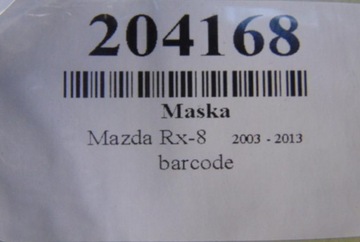 204168
Maska
Mazda Rx-8 2003 - 2013
barcode